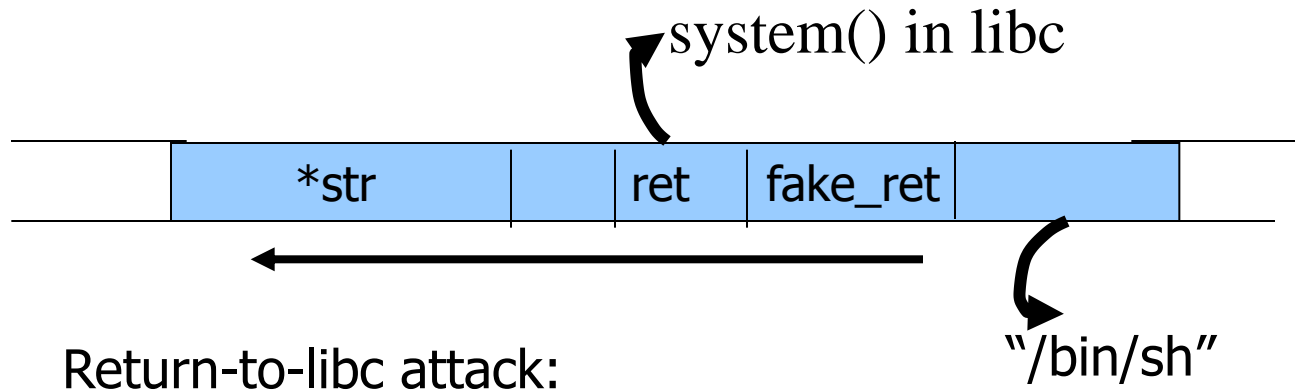 system() in libc
*str ret fake_ret
“/bin/sh”
Return-to-libc attack: